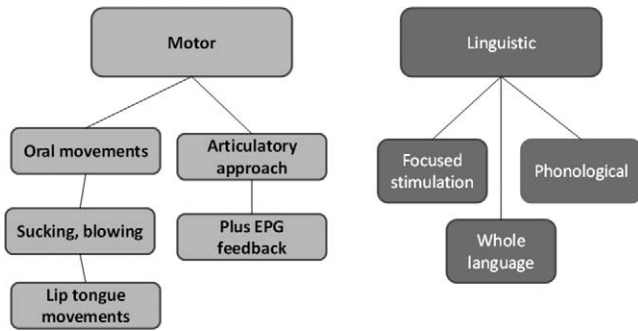 Motor
Linguistic
Oral movements
Articulatory
approach
Focused
stimulation
Phonological
Sucking, blowing
Plus EPG
feedback
Whole
language
Lip tongue
movements